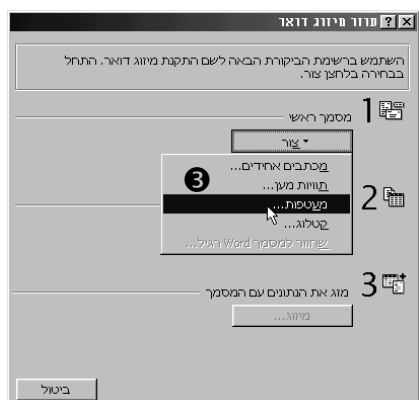 עוזר מיזוג דואר
השתמש ברשימת הביקורת הבאה לשם התקנת מיזוג דואר. התחל
בבחירה בלחצן צור.
1 מסמך ראשי
צור
מכתבים אחידים...
תוויות מען...
3
מעטפות...
2
קטלוג...
שחזור למסמך Word רגיל...
3 מזג את הנתונים עם המסמך
מיזוג...
ביטול